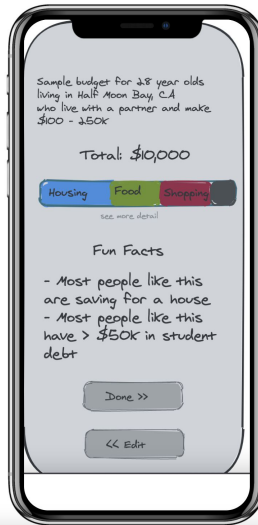 Sample budget for 28 year olds
living in Half Moon Bay, CA
who live with a partner and make
$100 - 250K
Total: $10,000
Housing Food Shopping
see more detail
Fun Facts
- Most people like this
are saving for a house
- Most people like this
have > $50K in student
debt
Done >>
<< Edit